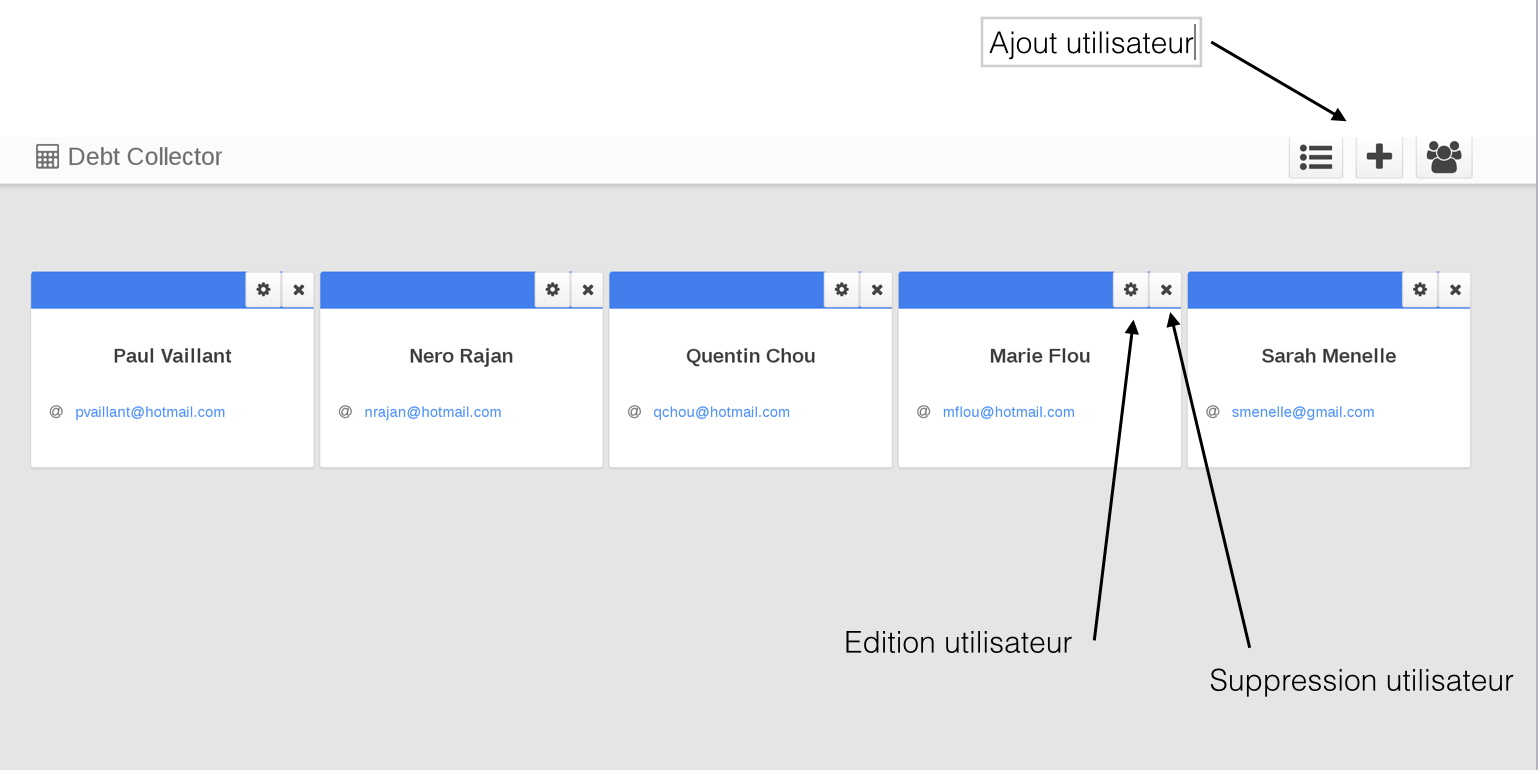 Ajout utilisateur
Debt Collector
Paul Vaillant
Nero Rajan
Quentin Chou
Marie Flou
Sarah Menelle
@ pvaillant@hotmail.com
@ nrajan@hotmail.com
@ qchou@hotmail.com
@ mflou@hotmail.com
@ smenelle@gmail.com
Edition utilisateur
Suppression utilisateur